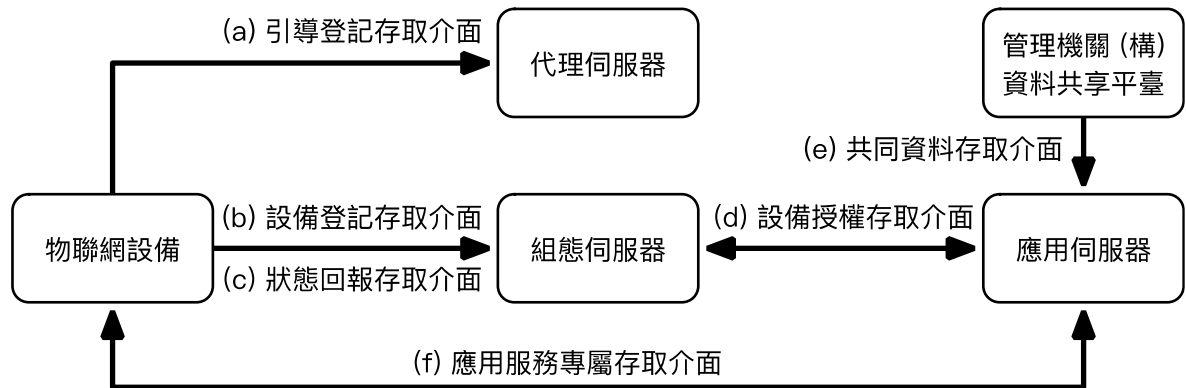 (a) 引導登記存取介面
代理伺服器
管理機關 (構)
資料共享平臺
(e) 共同資料存取介面
物聯網設備
(b) 設備登記存取介面
(c) 狀態回報存取介面
組態伺服器
(d) 設備授權存取介面
應用伺服器
(f) 應用服務專屬存取介面